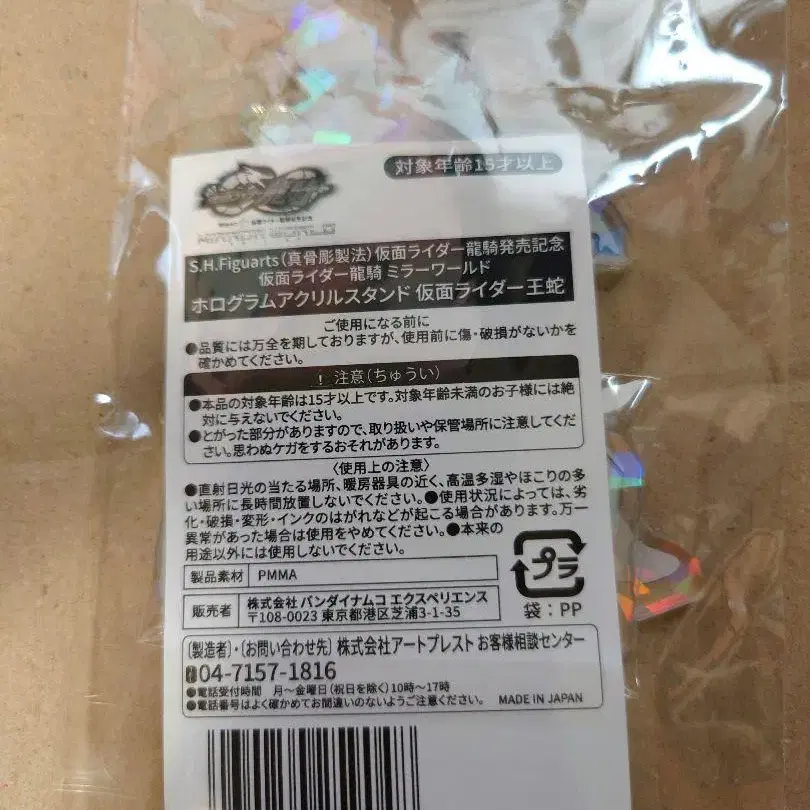 対象年齢15才以上
S.H.Figuarts(真骨彫製法)仮面ライダー龍騎発売記念
仮面ライダー龍騎 ミラーワールド
ホログラムアクリルスタンド 仮面ライダー王蛇
ご使用になる前に
●品質には万全を期しておりますが、使用前に傷・破損がないかを
確かめてください。
! 注意(ちゅうい)
●本品の対象年齢は15才以上です。対象年齢未満のお子様には絶
対に与えないでください。
●とがった部分がありますので、取り扱いや保管場所に注意してくだ
さい。思わぬケガをするおそれがあります。
〈使用上の注意〉
●直射日光の当たる場所、暖房器具の近く、高温多湿やほこりの多
い場所に長時間放置しないでください。●使用状況によっては、劣
化・破損・変形・インクのはがれなどが起こる場合があります。万一
異常があった場合は使用をやめてください。●本来の
用途以外には使用しないでください。
製品素材 PMMA
プラ
袋:PP
販売者 株式会社 バンダイナムコ エクスペリエンス
〒108-0023 東京都港区芝浦3-1-35
〔製造者〕・〔お問い合わせ先〕株式会社アートプレスト お客様相談センター
04-7157-1816
●電話受付時間 月〜金曜日(祝日を除く)10時〜17時
●電話番号はよく確かめてお間違いのないようご注意ください。 MADE IN JAPAN